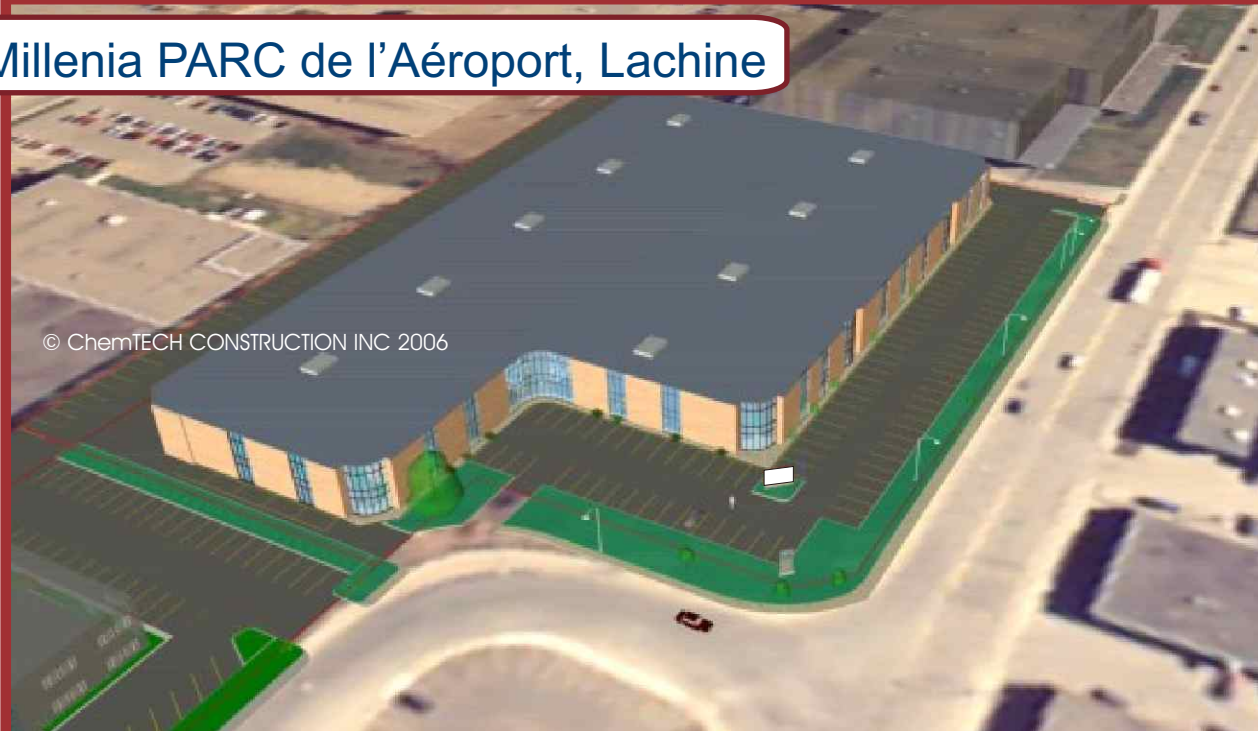 Millenia PARC de l’Aéroport, Lachine
© ChemTECH CONSTRUCTION INC 2006